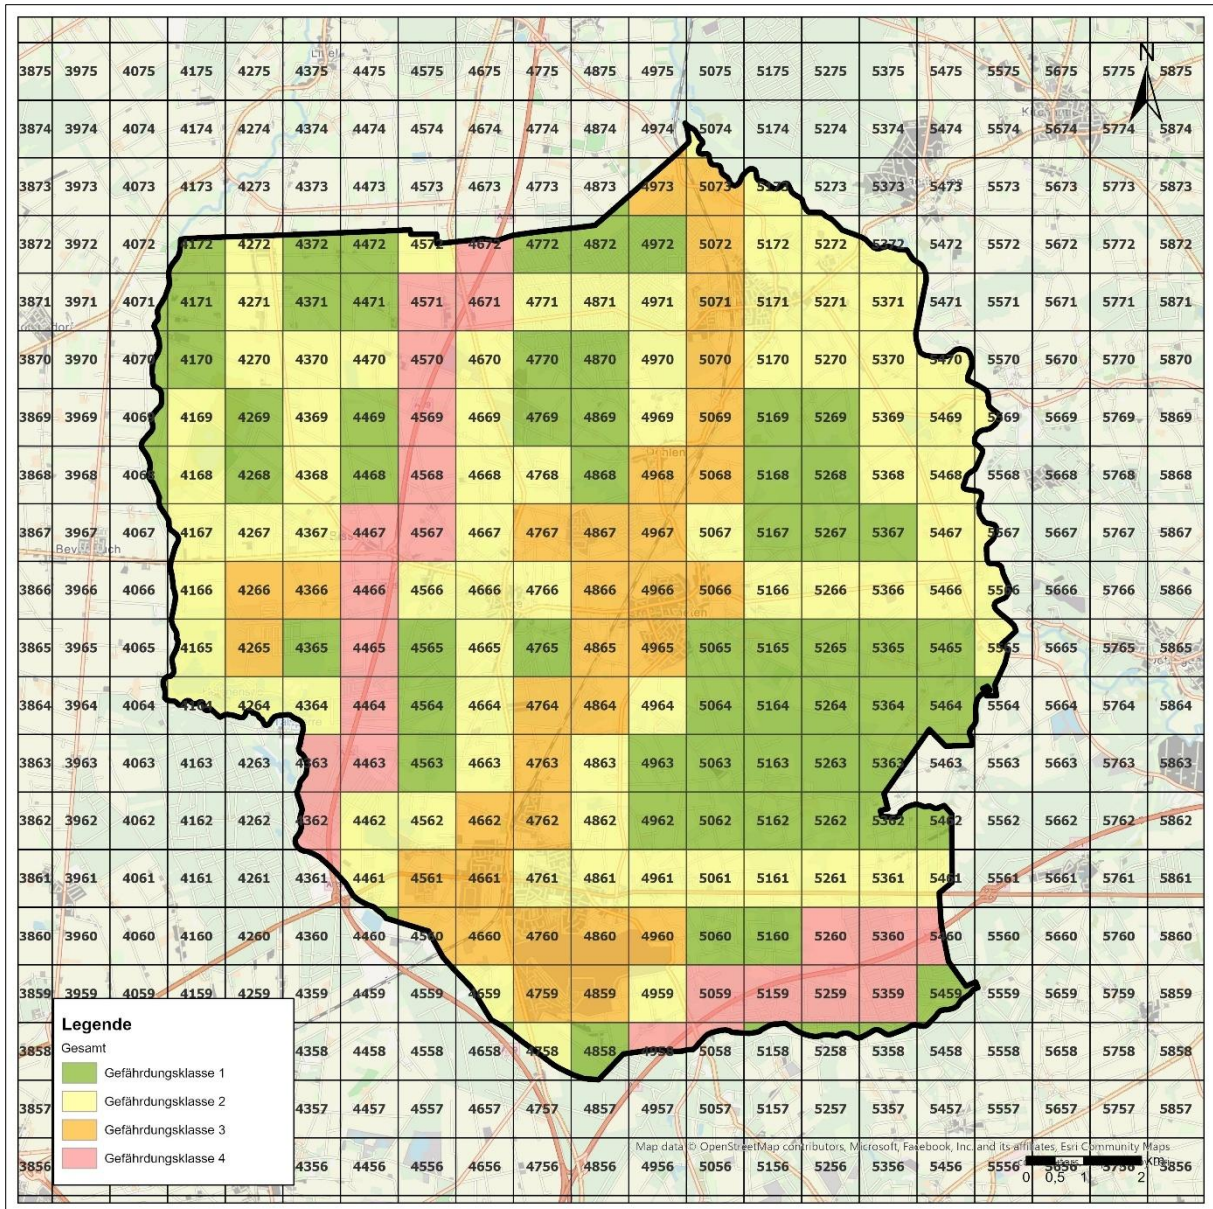 N
3875 3975 4075 4175 4275 4375 4475 4575 4675 4775 4875 4975 5075 5175 5275 5375 5475 5575 5675 5775 5875
3874 3974 4074 4174 4274 4374 4474 4574 4674 4774 4874 4974 5074 5174 5274 5374 5474 5574 5674 5774 5874
3873 3973 4073 4173 4273 4373 4473 4573 4673 4773 4873 4973 5073 5173 5273 5373 5473 5573 5673 5773 5873
3872 3972 4072 4172 4272 4372 4472 4572 4672 4772 4872 4972 5072 5172 5272 5372 5472 5572 5672 5772 5872
3871 3971 4071 4171 4271 4371 4471 4571 4671 4771 4871 4971 5071 5171 5271 5371 5471 5571 5671 5771 5871
3870 3970 4070 4170 4270 4370 4470 4570 4670 4770 4870 4970 5070 5170 5270 5370 5470 5570 5670 5770 5870
3869 3969 4069 4169 4269 4369 4469 4569 4669 4769 4869 4969 5069 5169 5269 5369 5469 5569 5669 5769 5869
3868 3968 4068 4168 4268 4368 4468 4568 4668 4768 4868 4968 5068 5168 5268 5368 5468 5568 5668 5768 5868
3867 3967 4067 4167 4267 4367 4467 4567 4667 4767 4867 4967 5067 5167 5267 5367 5467 5567 5667 5767 5867
3866 3966 4066 4166 4266 4366 4466 4566 4666 4766 4866 4966 5066 5166 5266 5366 5466 5566 5666 5766 5866
3865 3965 4065 4165 4265 4365 4465 4565 4665 4765 4865 4965 5065 5165 5265 5365 5465 5565 5665 5765 5865
3864 3964 4064 4164 4264 4364 4464 4564 4664 4764 4864 4964 5064 5164 5264 5364 5464 5564 5664 5764 5864
3863 3963 4063 4163 4263 4363 4463 4563 4663 4763 4863 4963 5063 5163 5263 5363 5463 5563 5663 5763 5863
3862 3962 4062 4162 4262 4362 4462 4562 4662 4762 4862 4962 5062 5162 5262 5362 5462 5562 5662 5762 5862
3861 3961 4061 4161 4261 4361 4461 4561 4661 4761 4861 4961 5061 5161 5261 5361 5461 5561 5661 5761 5861
3860 3960 4060 4160 4260 4360 4460 4560 4660 4760 4860 4960 5060 5160 5260 5360 5460 5560 5660 5760 5860
3859 3959 4059 4159 4259 4359 4459 4559 4659 4759 4859 4959 5059 5159 5259 5359 5459 5559 5659 5759 5859
3858 4358 4458 4558 4658 4758 4858 4958 5058 5158 5258 5358 5458 5558 5658 5758 5858
3857 4357 4457 4557 4657 4757 4857 4957 5057 5157 5257 5357 5457 5557 5657 5757 5857
3856 4356 4456 4556 4656 4756 4856 4956 5056 5156 5256 5356 5456 5556 5656 5756 5856
Legende
Gesamt
Gefährdungsklasse 1
Gefährdungsklasse 2
Gefährdungsklasse 3
Gefährdungsklasse 4
Map data © OpenStreetMap contributors, Microsoft, Facebook, Inc. and its affiliates, Esri Community Maps
Km
0 0,5 1 2